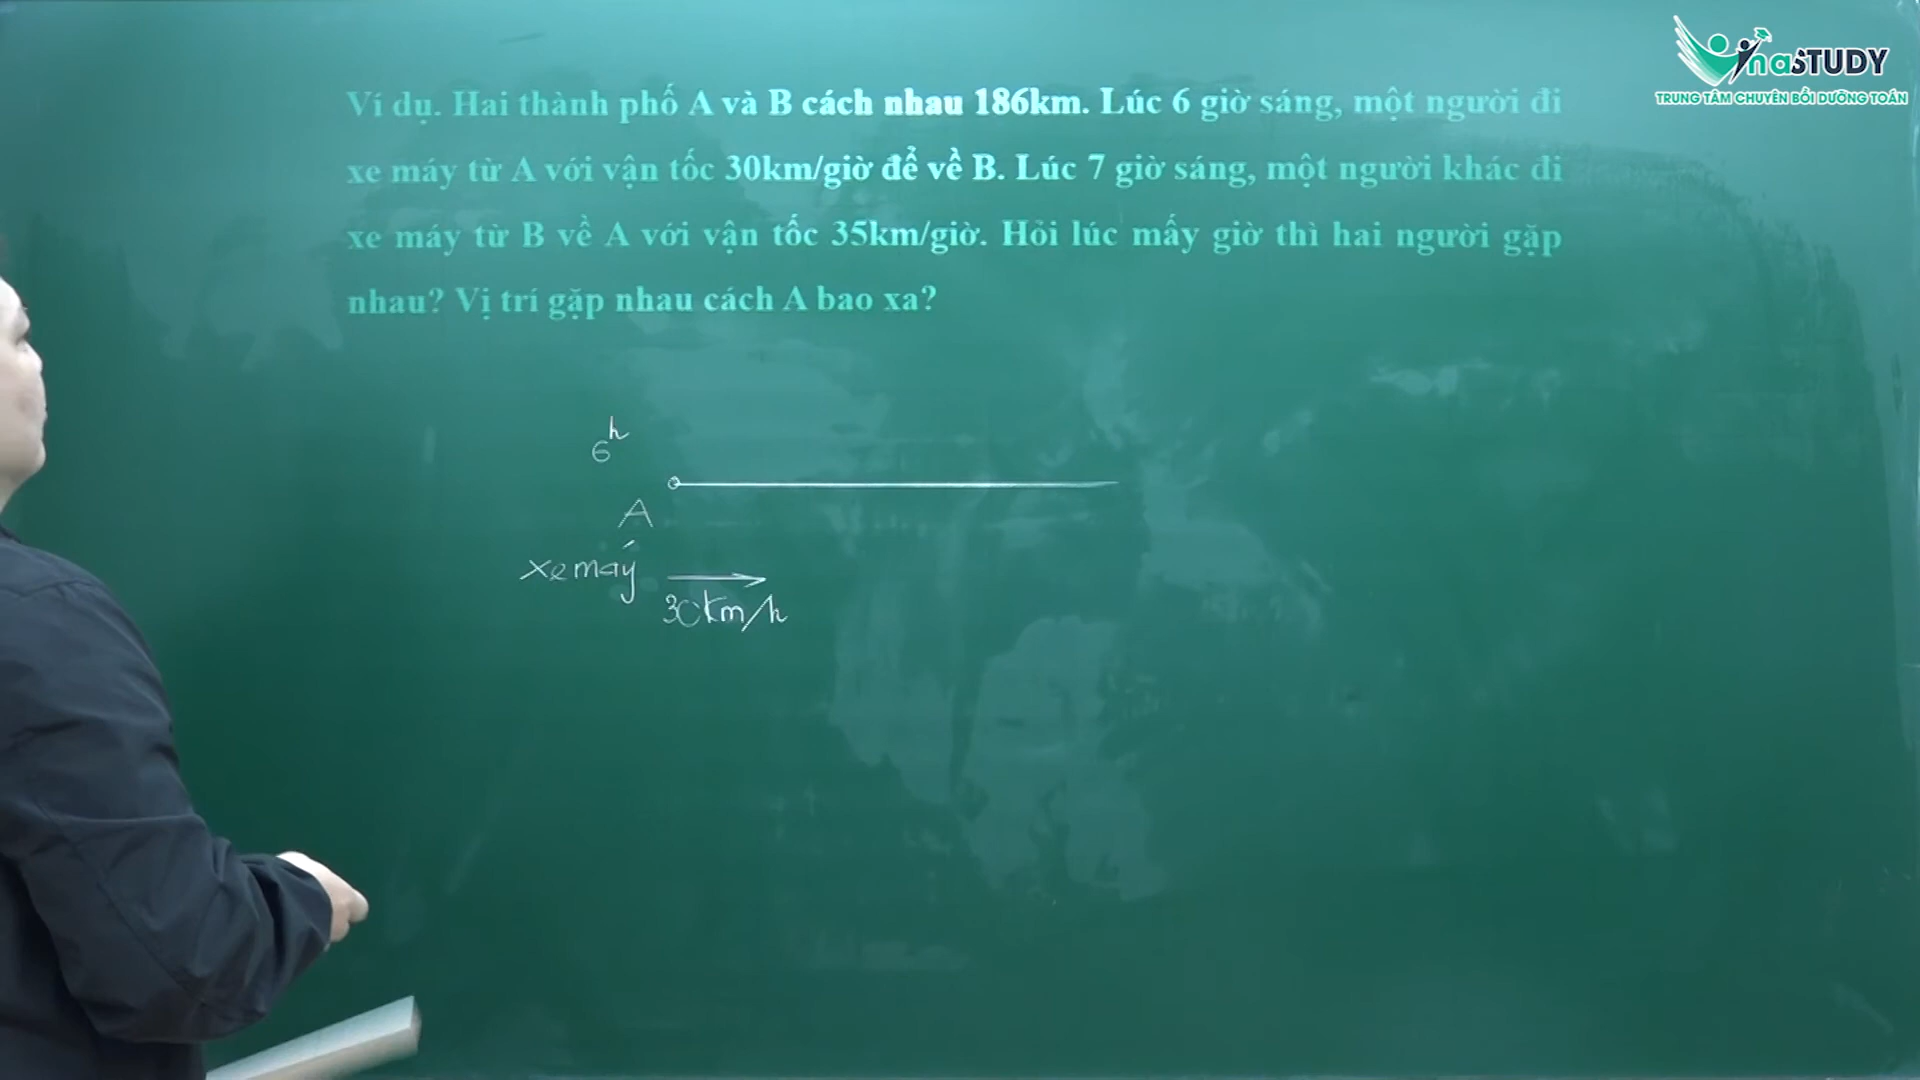 VinaSTUDY
TRUNG TÂM CHUYÊN BỒI DƯỠNG TOÁN
Ví dụ. Hai thành phố A và B cách nhau 186km. Lúc 6 giờ sáng, một người đi
xe máy từ A với vận tốc 30km/giờ để về B. Lúc 7 giờ sáng, một người khác đi
xe máy từ B về A với vận tốc 35km/giờ. Hỏi lúc mấy giờ thì hai người gặp
nhau? Vị trí gặp nhau cách A bao xa?
6h
A
xe máy
30km/h